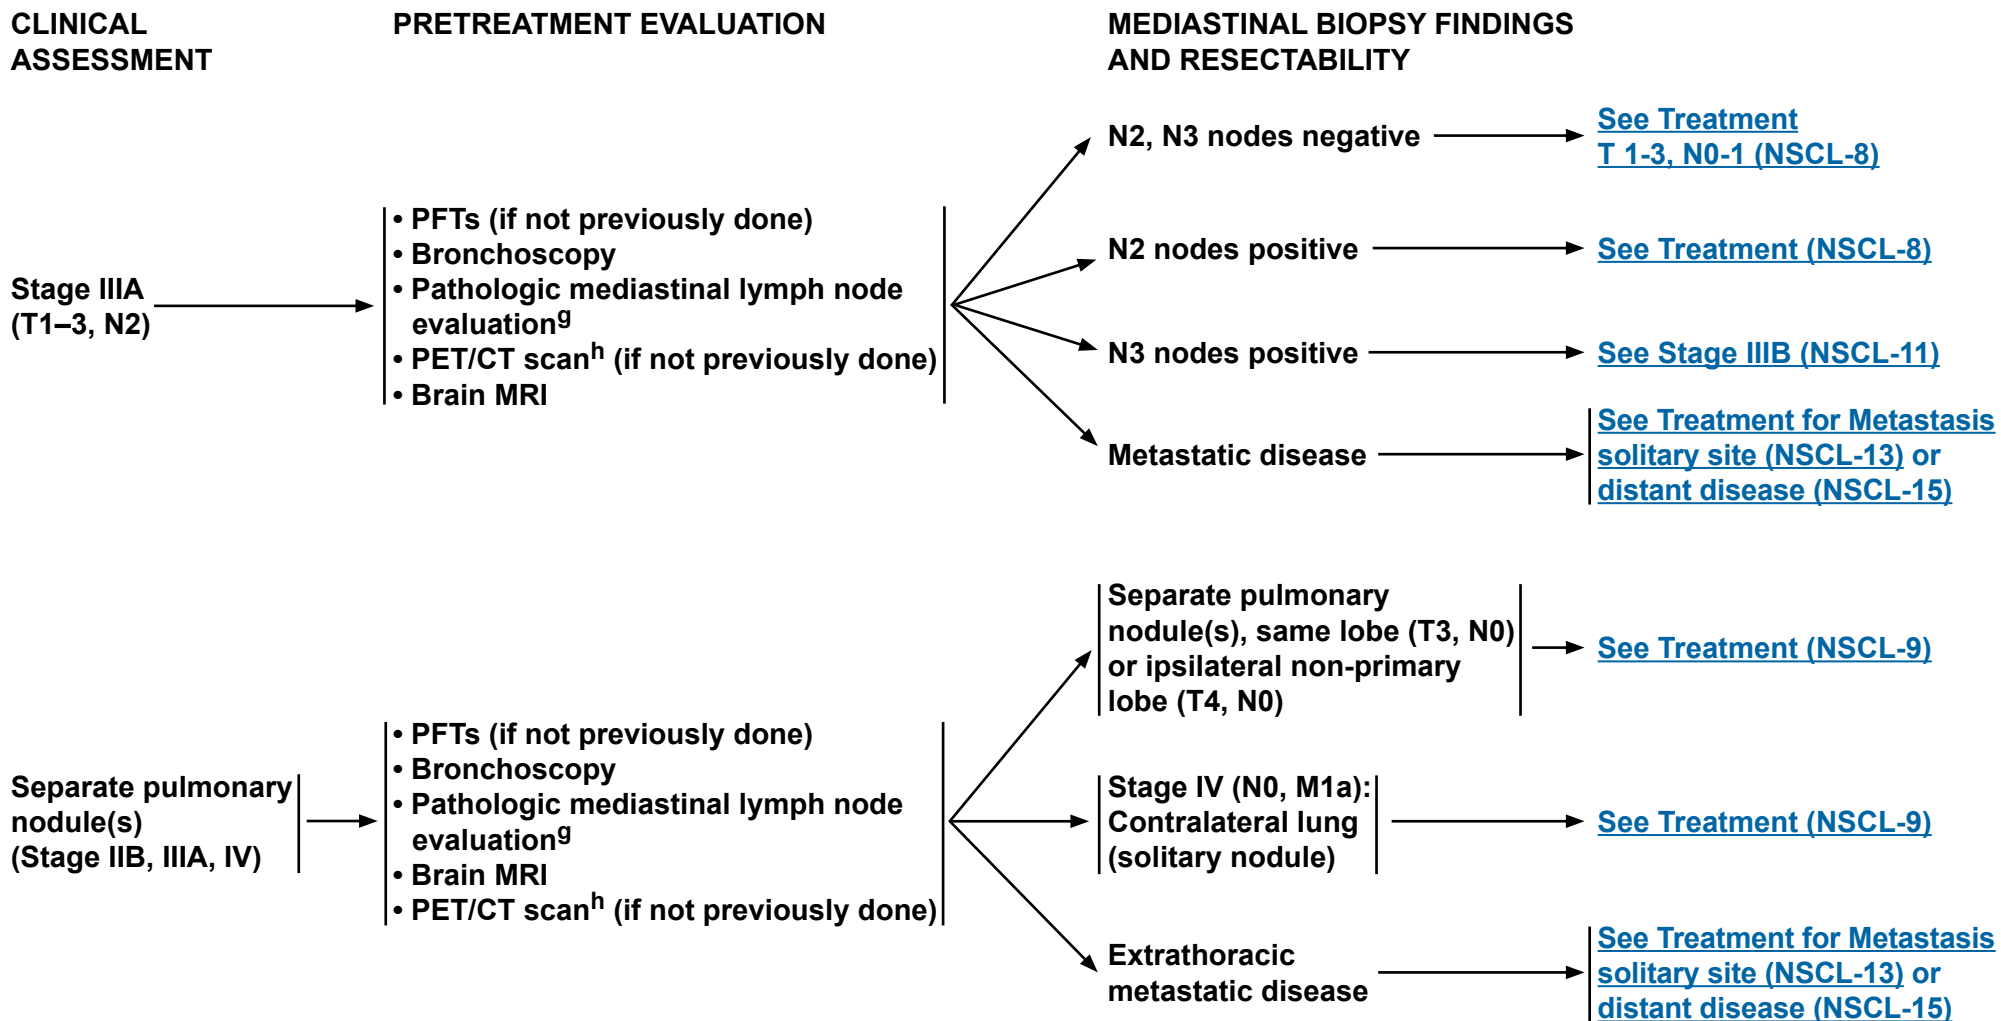 CLINICAL
ASSESSMENT
PRETREATMENT EVALUATION
MEDIASTINAL BIOPSY FINDINGS
AND RESECTABILITY
Stage IIIA
(T1–3, N2)
• PFTs (if not previously done)
• Bronchoscopy
• Pathologic mediastinal lymph node
evaluationg
• PET/CT scanh (if not previously done)
• Brain MRI
N2, N3 nodes negative
See Treatment
T 1-3, N0-1 (NSCL-8)
N2 nodes positive
See Treatment (NSCL-8)
N3 nodes positive
See Stage IIIB (NSCL-11)
Metastatic disease
See Treatment for Metastasis
solitary site (NSCL-13) or
distant disease (NSCL-15)
Separate pulmonary
nodule(s)
(Stage IIB, IIIA, IV)
• PFTs (if not previously done)
• Bronchoscopy
• Pathologic mediastinal lymph node
evaluationg
• Brain MRI
• PET/CT scanh (if not previously done)
Separate pulmonary
nodule(s), same lobe (T3, N0)
or ipsilateral non-primary
lobe (T4, N0)
See Treatment (NSCL-9)
Stage IV (N0, M1a):
Contralateral lung
(solitary nodule)
See Treatment (NSCL-9)
Extrathoracic
metastatic disease
See Treatment for Metastasis
solitary site (NSCL-13) or
distant disease (NSCL-15)